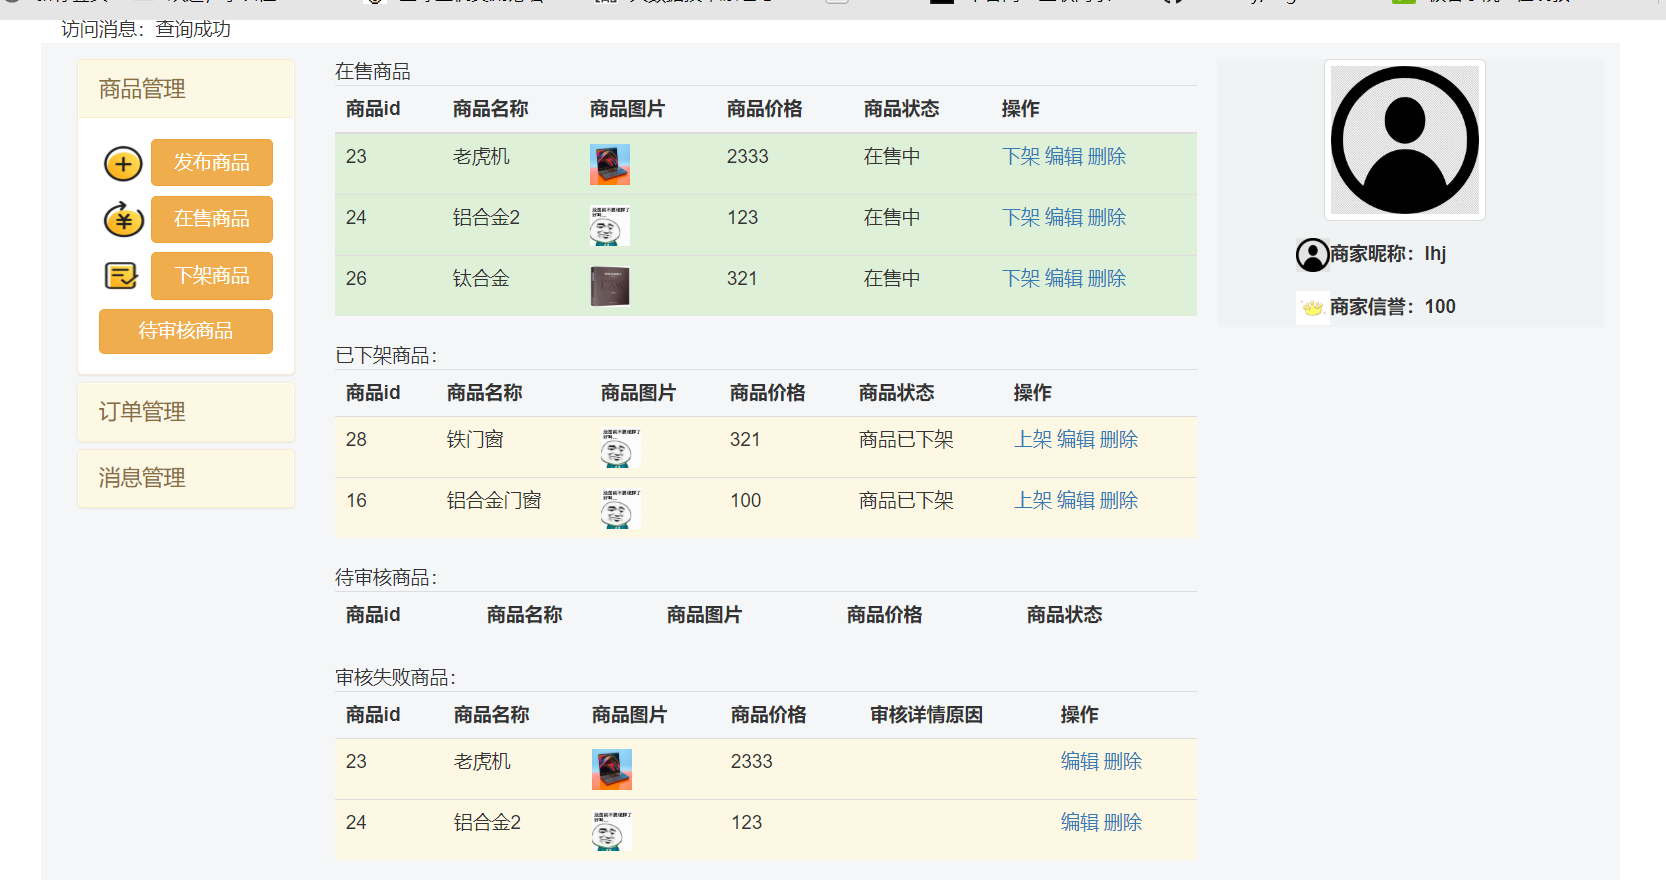 访问消息：查询成功
商品管理
发布商品
在售商品
下架商品
待审核商品
订单管理
消息管理
在售商品
商品id 商品名称 商品图片 商品价格 商品状态 操作
23 老虎机 2333 在售中 下架 编辑 删除
24 铝合金2 123 在售中 下架 编辑 删除
26 钛合金 321 在售中 下架 编辑 删除
已下架商品：
商品id 商品名称 商品图片 商品价格 商品状态 操作
28 铁门窗 321 商品已下架 上架 编辑 删除
16 铝合金门窗 100 商品已下架 上架 编辑 删除
待审核商品：
商品id 商品名称 商品图片 商品价格 商品状态
审核失败商品：
商品id 商品名称 商品图片 商品价格 审核详情原因 操作
23 老虎机 2333 编辑 删除
24 铝合金2 123 编辑 删除
商家昵称：lhj
商家信誉：100